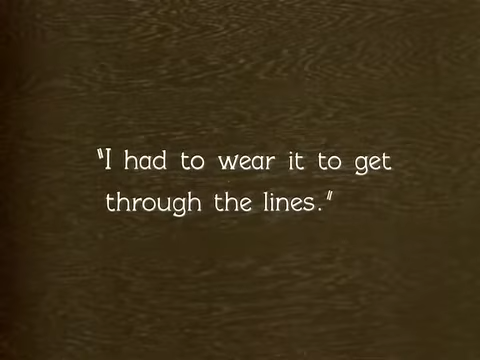 "I had to wear it to get
through the lines."